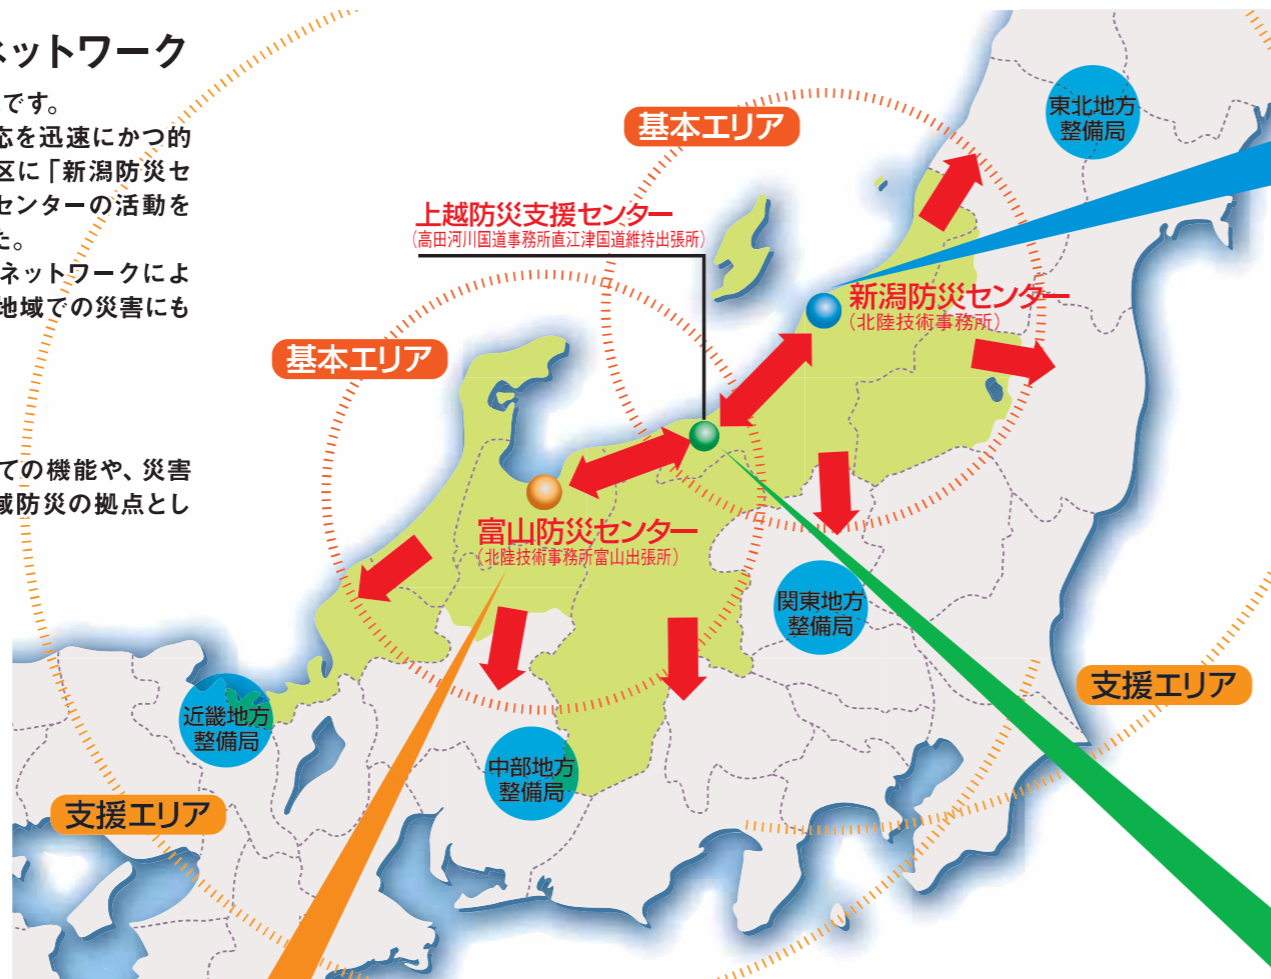 ネットワーク
です。
応を迅速にかつ的
区に「新潟防災セ
センターの活動を
た。
ネットワークによ
地域での災害にも
ての機能や、災害
域防災の拠点とし
東北地方
整備局
基本エリア
上越防災支援センター
(高田河川国道事務所直江津国道維持出張所)
新潟防災センター
(北陸技術事務所)
基本エリア
富山防災センター
(北陸技術事務所富山出張所)
関東地方
整備局
支援エリア
近畿地方
整備局
中部地方
整備局
支援エリア